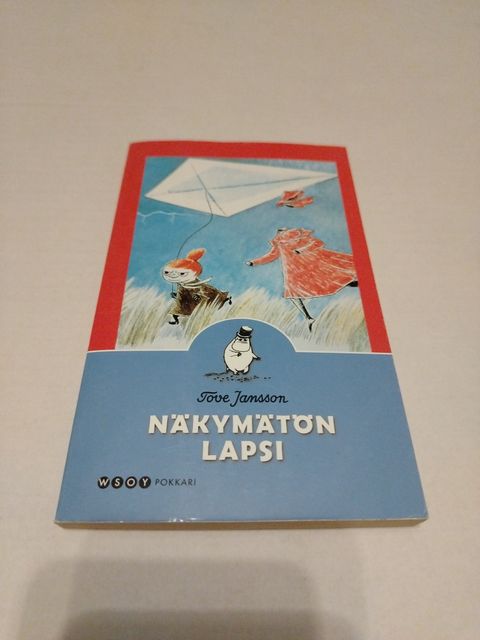 Tove Jansson
NÄKYMÄTÖN
LAPSI
WSOY POKKARI